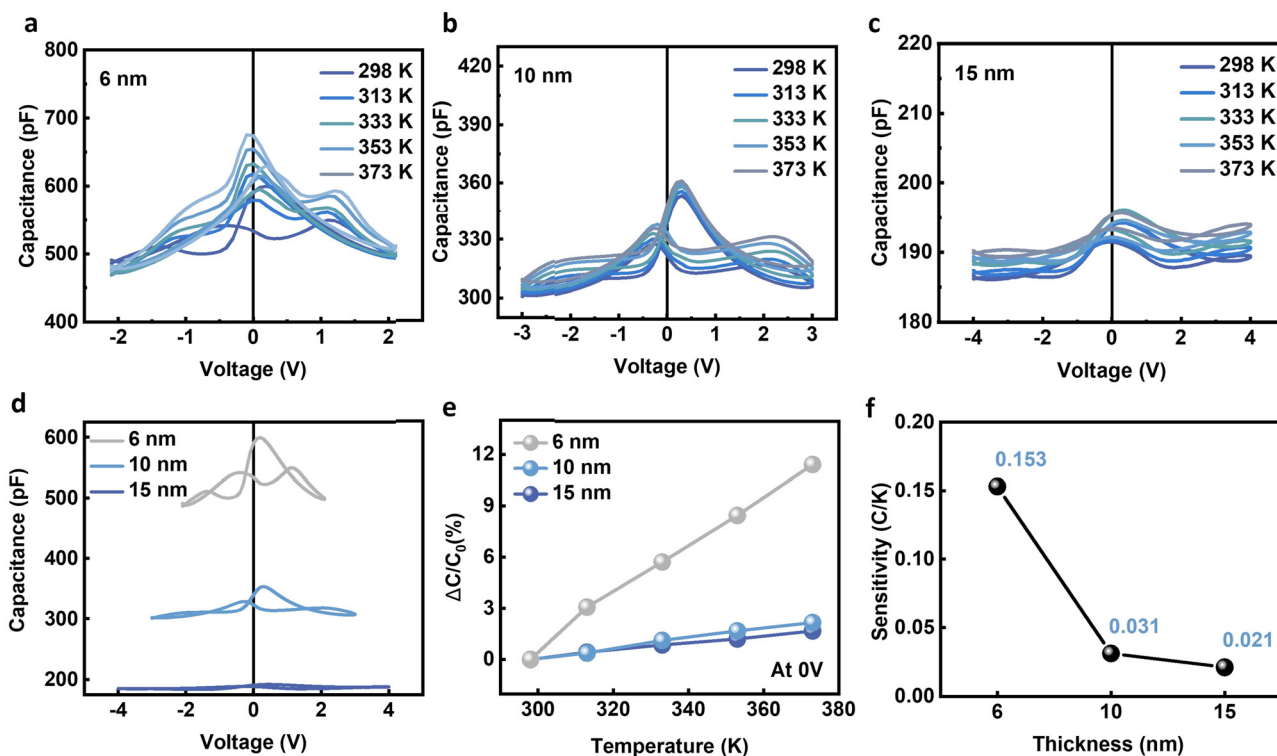 a
800
700
600
500
400
Capacitance (pF)
6 nm
298 K
313 K
333 K
353 K
373 K
-2 -1 0 1 2
Voltage (V)
b
420
390
360
330
300
Capacitance (pF)
10 nm
298 K
313 K
333 K
353 K
373 K
-3 -2 -1 0 1 2 3
Voltage (V)
c
220
210
200
190
180
Capacitance (pF)
15 nm
298 K
313 K
333 K
353 K
373 K
-4 -2 0 2 4
Voltage (V)
d
600
500
400
300
200
Capacitance (pF)
6 nm
10 nm
15 nm
-4 -2 0 2 4
Voltage (V)
e
12
9
6
3
0
ΔC/C₀(%)
6 nm
10 nm
15 nm
At 0V
300 320 340 360 380
Temperature (K)
f
0.20
0.15
0.10
0.05
0.00
Sensitivity (C/K)
0.153
0.031
0.021
6 10 15
Thickness (nm)